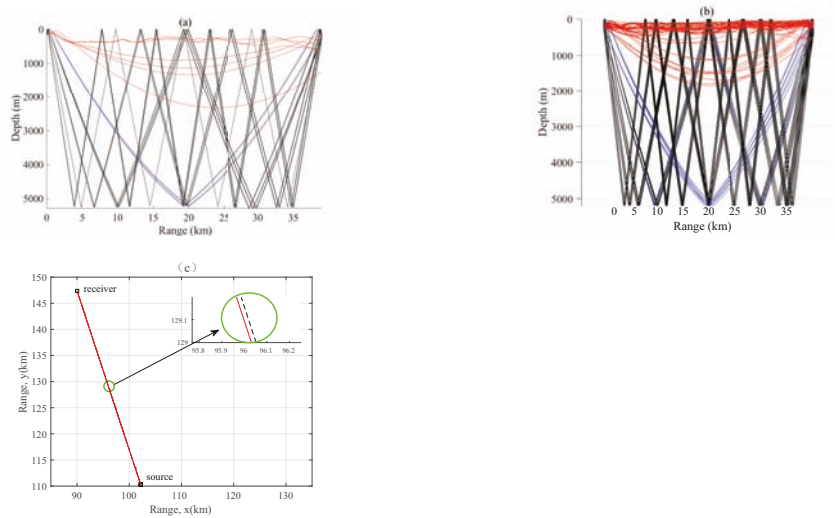 (a)
0
1000
2000
3000
4000
5000
Depth (m)
0 5 10 15 20 25 30 35
Range (km)
(b)
0
1000
2000
3000
4000
5000
Depth (m)
0 5 10 15 20 25 30 35
Range (km)
（c）
150
145
140
135
130
125
120
115
110
Range, y(km)
receiver
129.1
129
95.8 95.9 96 96.1 96.2
source
90 100 110 120 130
Range, x(km)